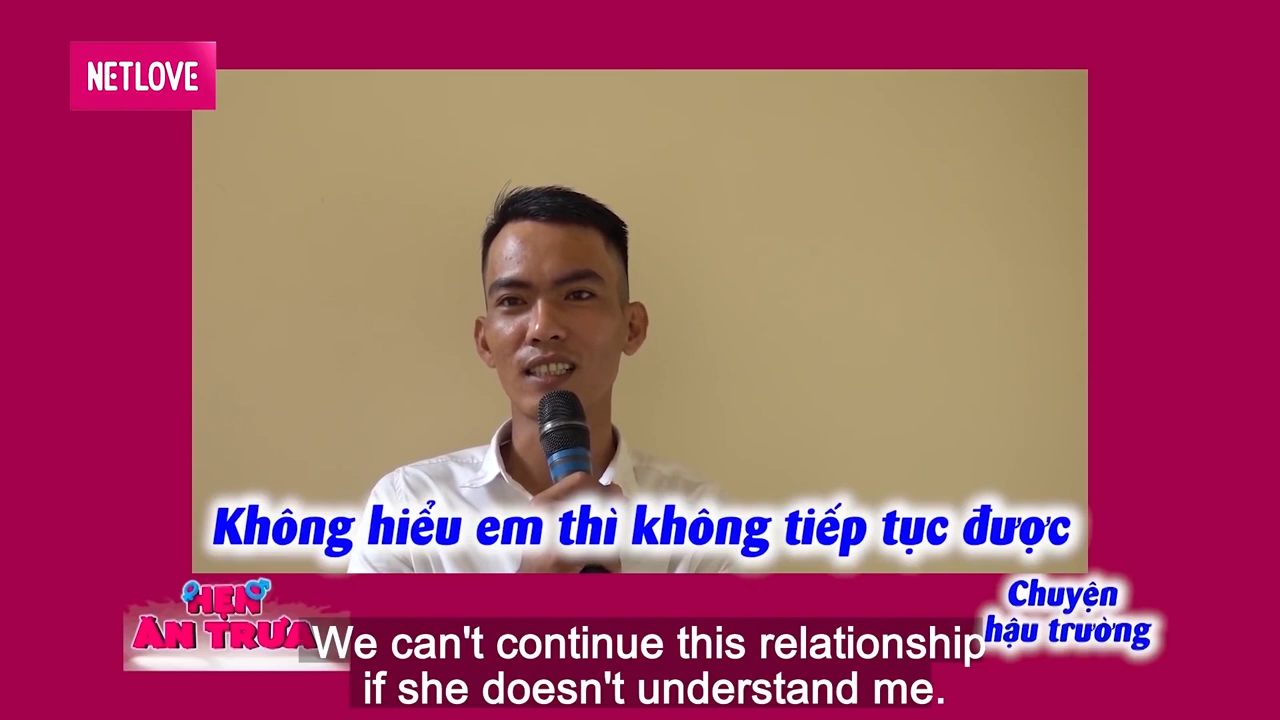 NETLOVE
Không hiểu em thì không tiếp tục được
HẸN
ĂN TRƯA
Chuyện
hậu trường
We can't continue this relationship
if she doesn't understand me.